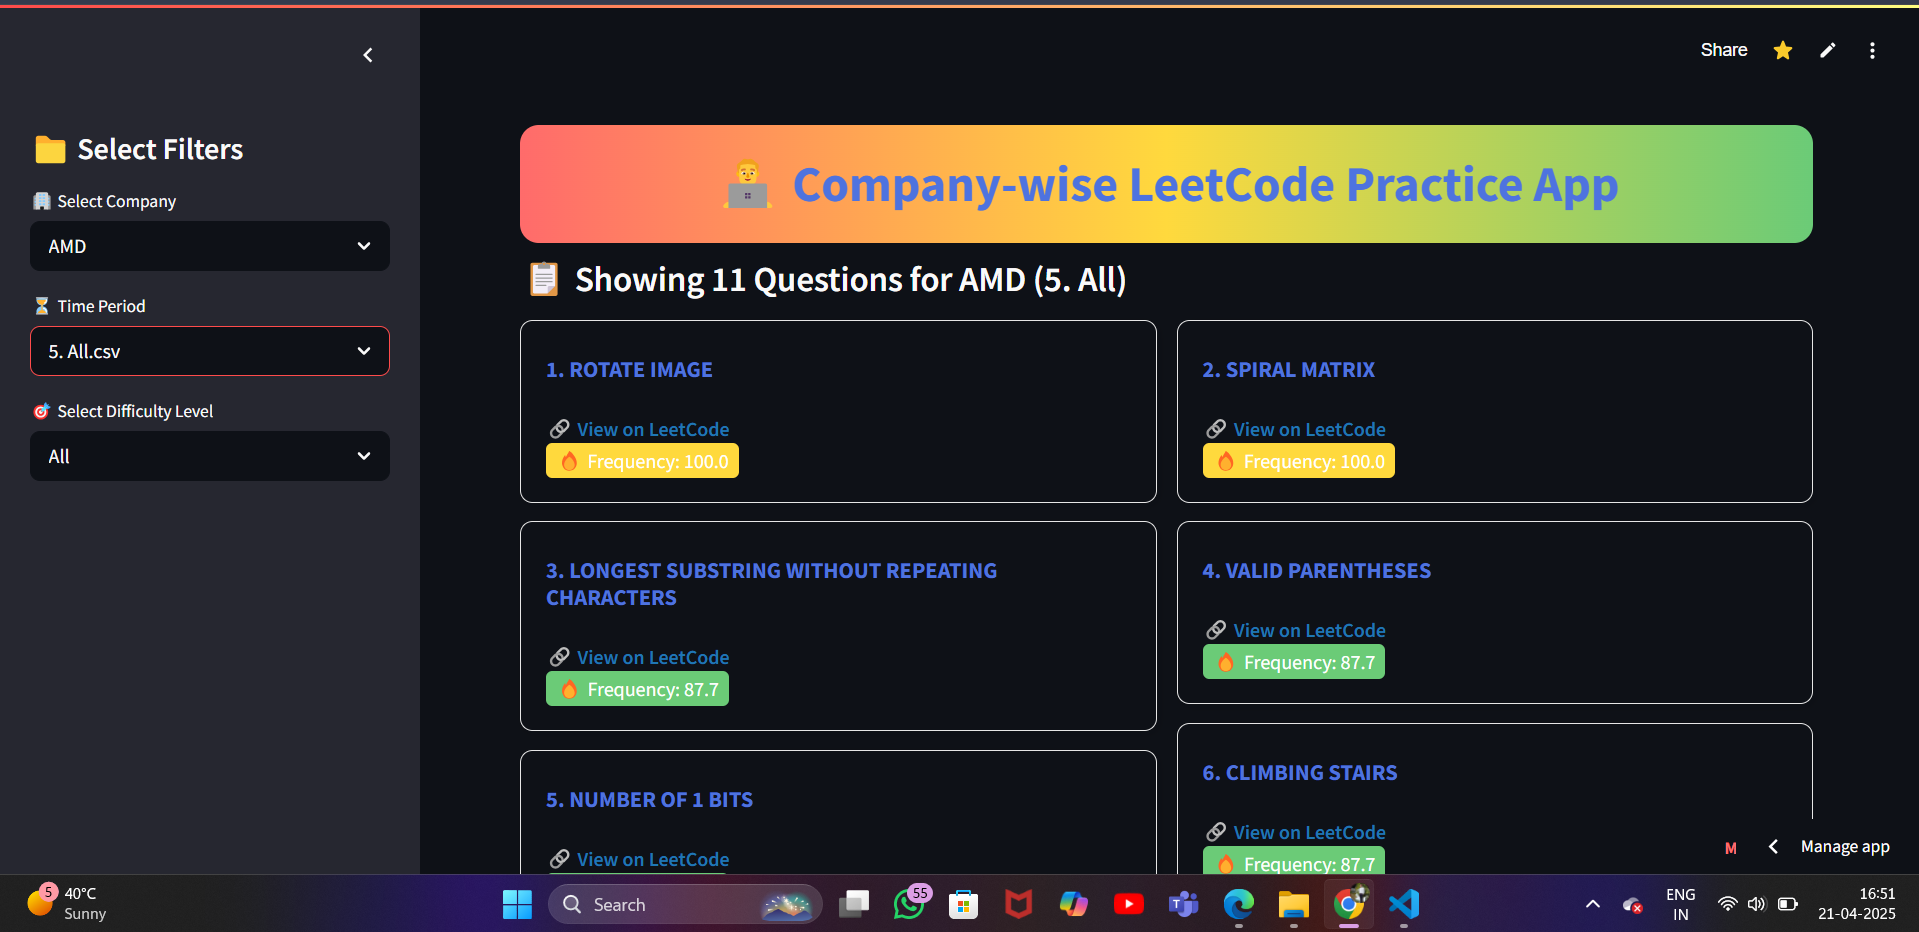 Share
Select Filters
Select Company
AMD
Time Period
5. All.csv
Select Difficulty Level
All
Company-wise LeetCode Practice App
Showing 11 Questions for AMD (5. All)
1. ROTATE IMAGE
View on LeetCode
Frequency: 100.0
2. SPIRAL MATRIX
View on LeetCode
Frequency: 100.0
3. LONGEST SUBSTRING WITHOUT REPEATING
CHARACTERS
View on LeetCode
Frequency: 87.7
4. VALID PARENTHESES
View on LeetCode
Frequency: 87.7
5. NUMBER OF 1 BITS
View on LeetCode
6. CLIMBING STAIRS
View on LeetCode
Frequency: 87.7
M
Manage app
5
40°C
Sunny
Search
55
T
ENG
IN
16:51
21-04-2025